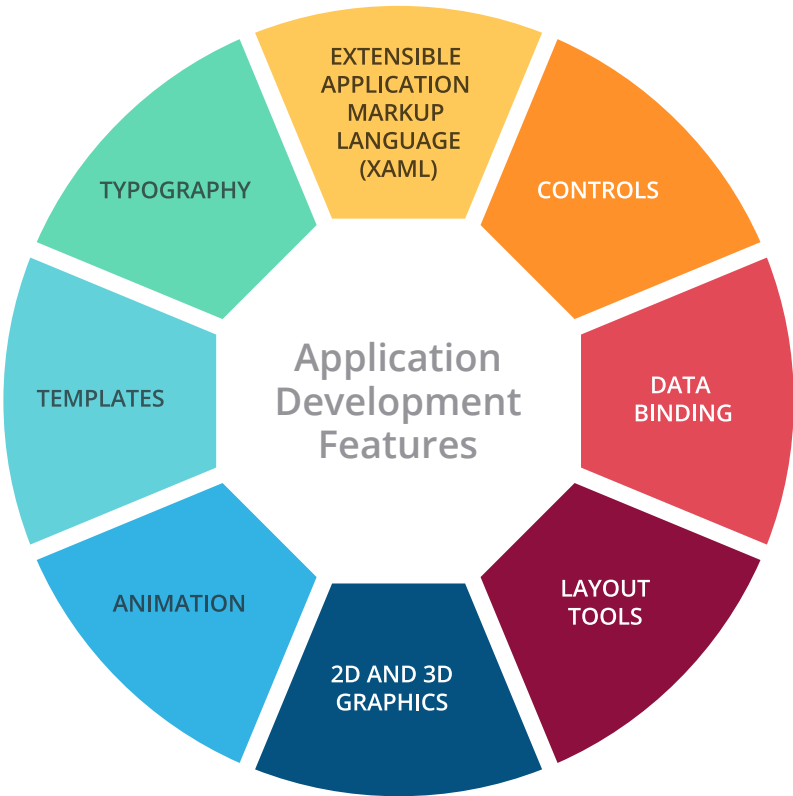 EXTENSIBLE
APPLICATION
MARKUP
LANGUAGE
(XAML)
CONTROLS
DATA
BINDING
LAYOUT
TOOLS
2D AND 3D
GRAPHICS
ANIMATION
TEMPLATES
TYPOGRAPHY
Application
Development
Features